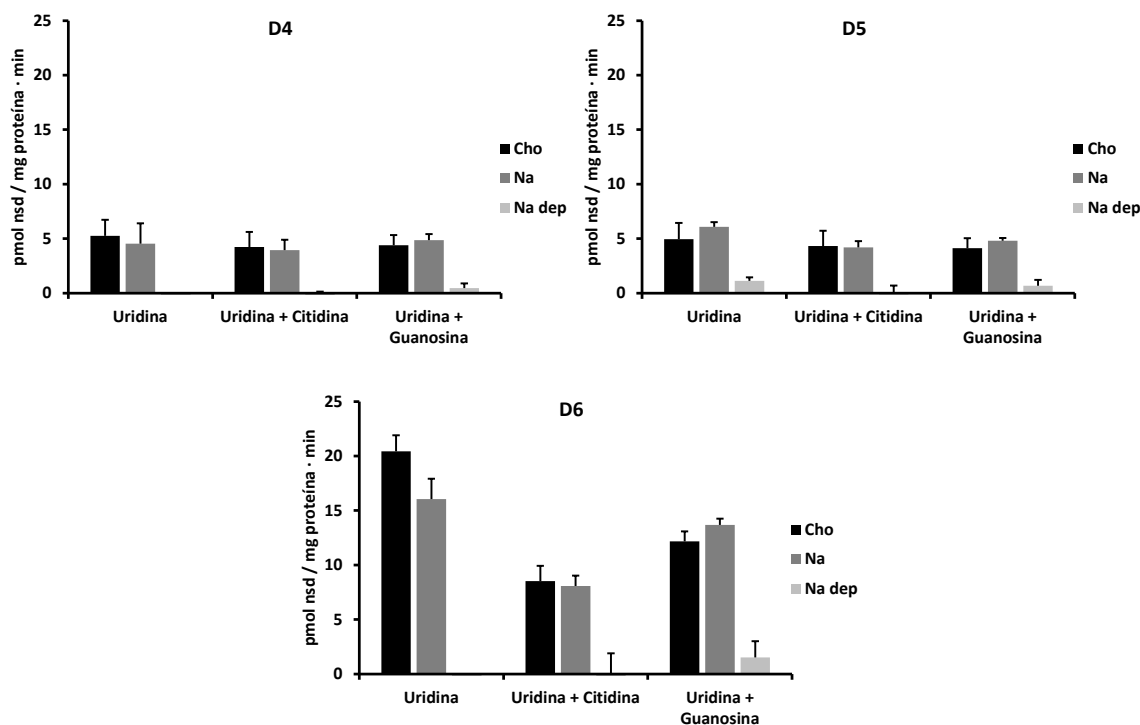 D4
pmol nsd / mg proteína · min
25
20
15
10
5
0
Uridina
Uridina + Citidina
Uridina +
Guanosina
Cho
Na
Na dep
D5
pmol nsd / mg proteína · min
25
20
15
10
5
0
Uridina
Uridina + Citidina
Uridina +
Guanosina
Cho
Na
Na dep
D6
pmol nsd / mg proteína · min
25
20
15
10
5
0
Uridina
Uridina + Citidina
Uridina +
Guanosina
Cho
Na
Na dep